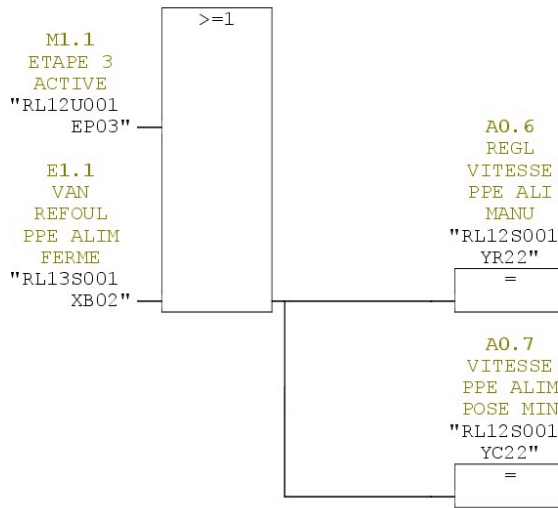 >=1
M1.1
ETAPE 3
ACTIVE
"RL12U001
EP03"
E1.1
VAN
REFOUL
PPE ALIM
FERME
"RL13S001
XB02"
A0.6
REGL
VITESSE
PPE ALI
MANU
"RL12S001
YR22"
=
A0.7
VITESSE
PPE ALIM
POSE MIN
"RL12S001
YC22"
=